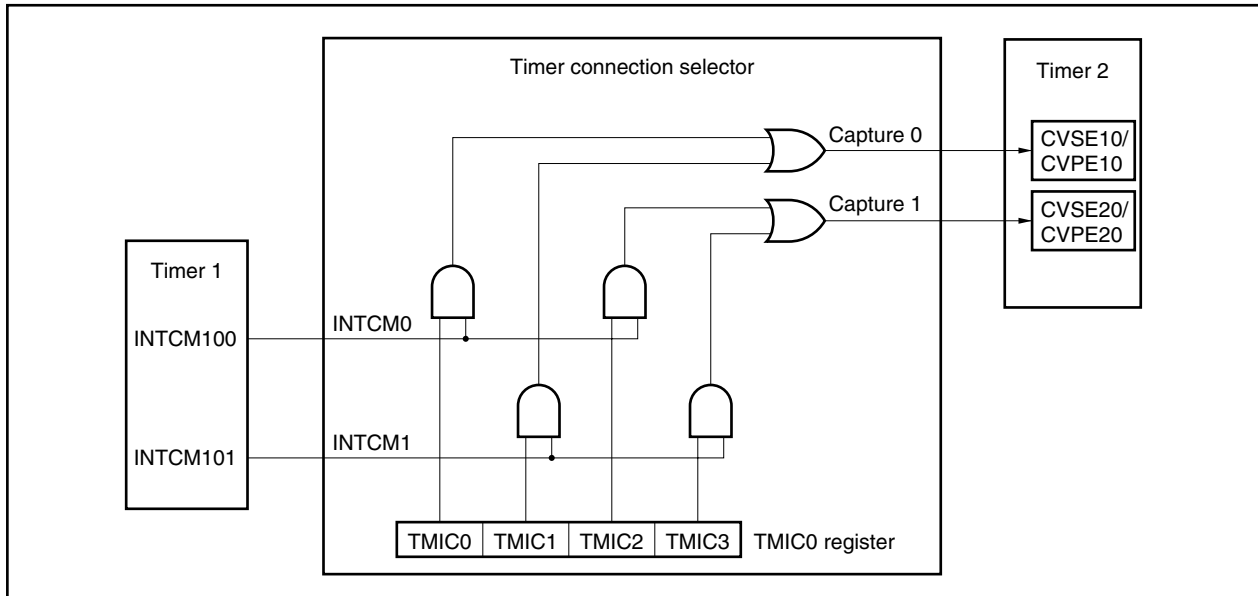 Timer connection selector
Timer 2
Capture 0
CVSE10/
CVPE10
Capture 1
CVSE20/
CVPE20
Timer 1
INTCM100
INTCM0
INTCM101
INTCM1
TMIC0 TMIC1 TMIC2 TMIC3 TMIC0 register